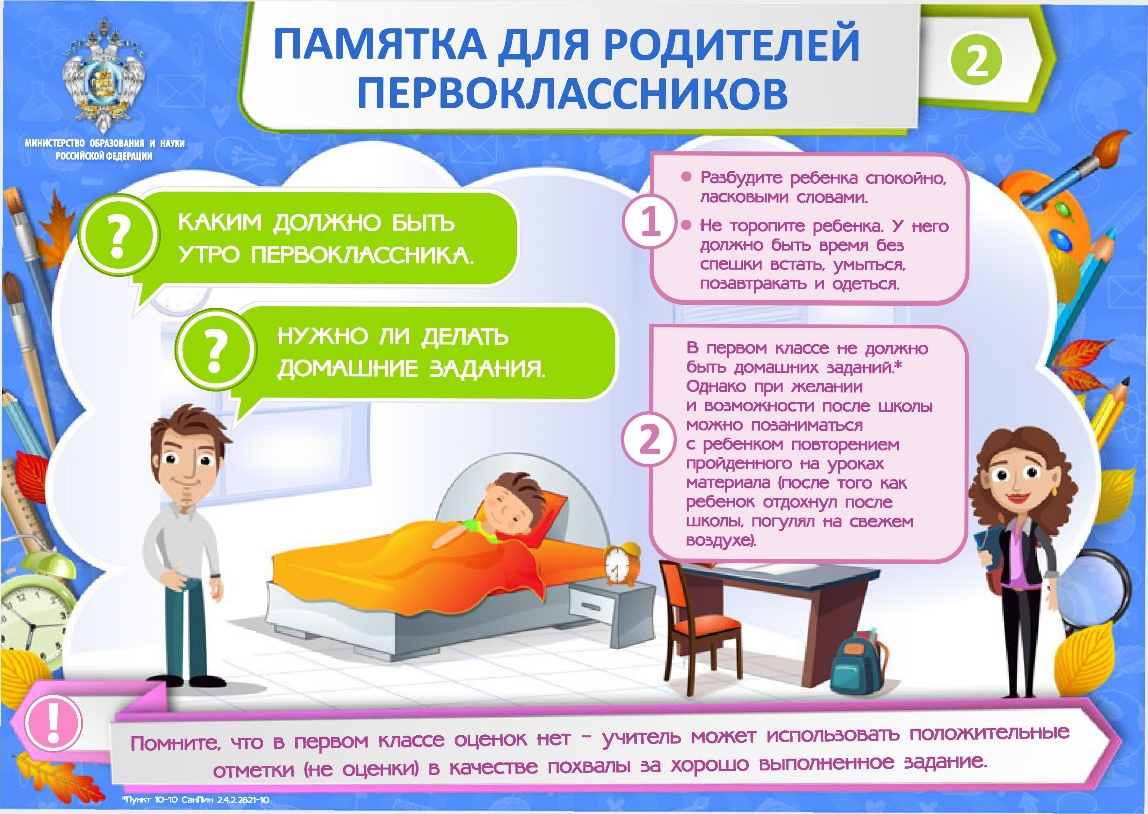 ПАМЯТКА ДЛЯ РОДИТЕЛЕЙ
ПЕРВОКЛАССНИКОВ
2
МИНИСТЕРСТВО ОБРАЗОВАНИЯ И НАУКИ
РОССИЙСКОЙ ФЕДЕРАЦИИ
?
КАКИМ ДОЛЖНО БЫТЬ
УТРО ПЕРВОКЛАССНИКА.
1
• Разбудите ребенка спокойно,
ласковыми словами.
• Не торопите ребенка. У него
должно быть время без
спешки встать, умыться,
позавтракать и одеться.
?
НУЖНО ЛИ ДЕЛАТЬ
ДОМАШНИЕ ЗАДАНИЯ.
2
В первом классе не должно
быть домашних заданий.*
Однако при желании
и возможности после школы
можно позаниматься
с ребенком повторением
пройденного на уроках
материала (после того как
ребенок отдохнул после
школы, погулял на свежем
воздухе).
!
Помните, что в первом классе оценок нет – учитель может использовать положительные
отметки (не оценки) в качестве похвалы за хорошо выполненное задание.
*Пункт 10-10 СанПин 2.4.2.2821-10